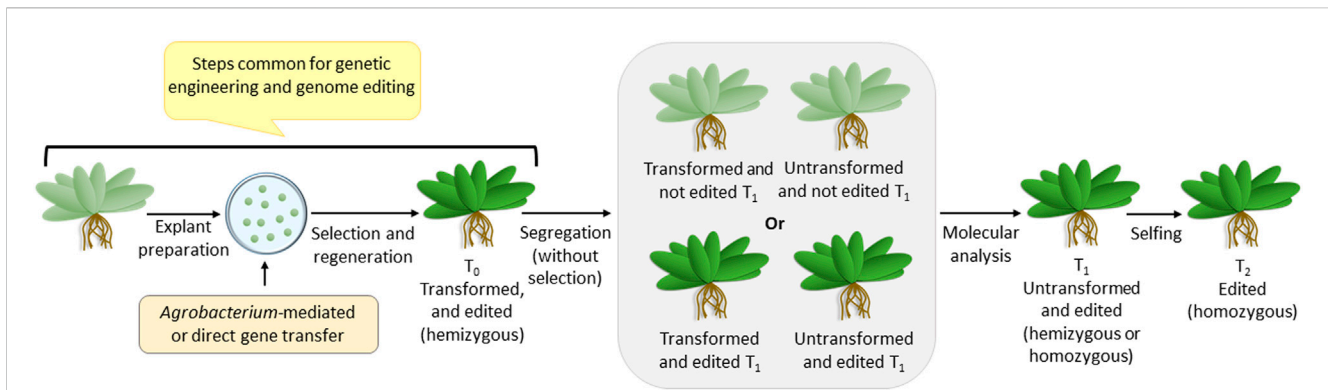 Steps common for genetic
engineering and genome editing
Explant
preparation
Agrobacterium-mediated
or direct gene transfer
Selection and
regeneration
T0
Transformed,
and edited
(hemizygous)
Segregation
(without
selection)
Transformed and
not edited T1
Untransformed
and not edited T1
Or
Transformed
and edited T1
Untransformed
and edited T1
Molecular
analysis
T1
Untransformed
and edited
(hemizygous or
homozygous)
Selfing
T2
Edited
(homozygous)